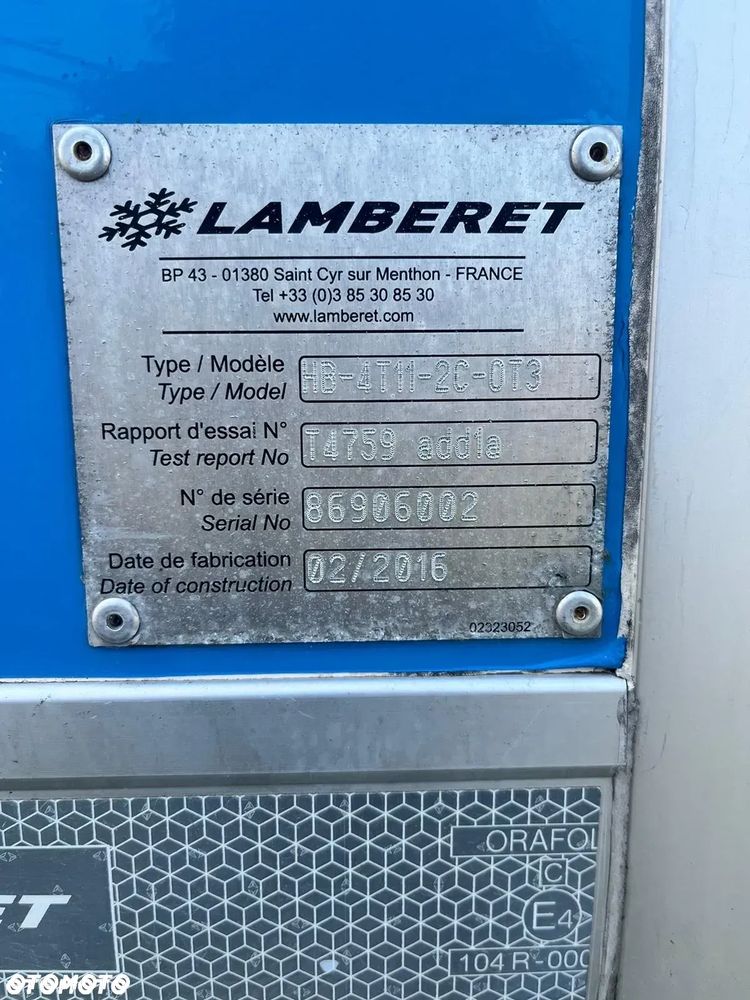 LAMBERET
BP 43 - 01380 Saint Cyr sur Menthon - FRANCE
Tel +33 (0)3 85 30 85 30
www.lamberet.com
Type / Modèle
Type / Model
HB-4T11-2C-0T3
Rapport d'essai N°
Test report No
T4759 add1a
N° de série
Serial No
86906002
Date de fabrication
Date of construction
02/2016
02323052
ORAFOL
C
E4
104 R-000
ET
OTOMOTO